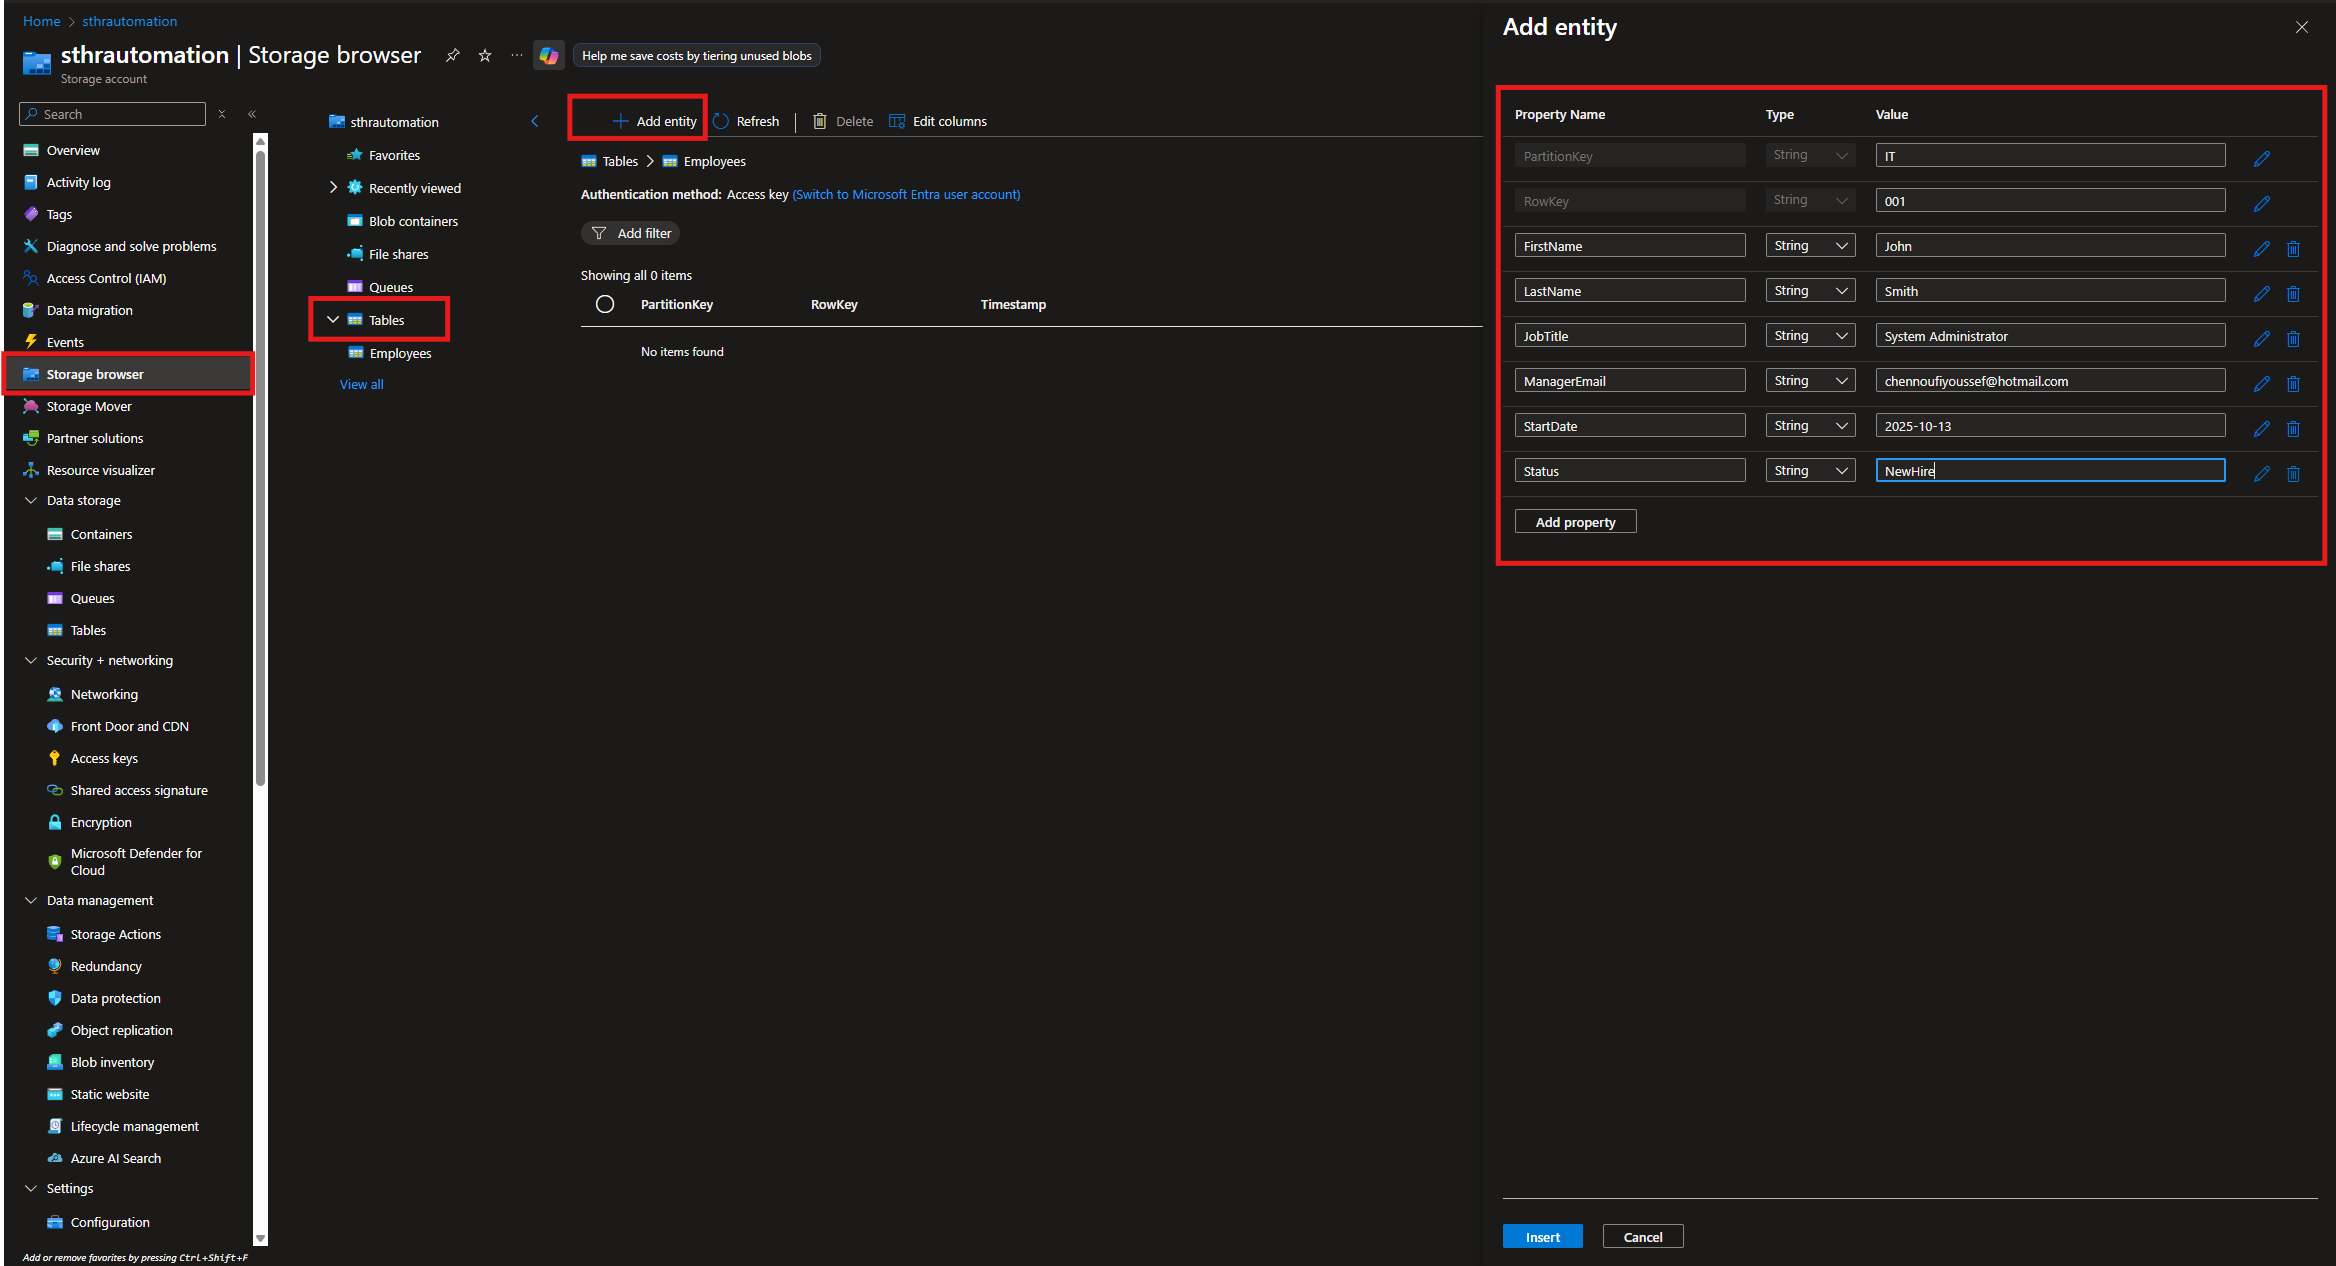 Home > sthrautomation
sthrautomation | Storage browser
Storage account
Help me save costs by tiering unused blobs
Search
Overview
Activity log
Tags
Diagnose and solve problems
Access Control (IAM)
Data migration
Events
Storage browser
Storage Mover
Partner solutions
Resource visualizer
Data storage
Containers
File shares
Queues
Tables
Security + networking
Networking
Front Door and CDN
Access keys
Shared access signature
Encryption
Microsoft Defender for
Cloud
Data management
Storage Actions
Redundancy
Data protection
Object replication
Blob inventory
Static website
Lifecycle management
Azure AI Search
Settings
Configuration
Add or remove favorites by pressing Ctrl+Shift+F
sthrautomation
Favorites
Recently viewed
Blob containers
File shares
Queues
Tables
Employees
View all
Add entity Refresh | Delete Edit columns
Tables > Employees
Authentication method: Access key (Switch to Microsoft Entra user account)
Add filter
Showing all 0 items
PartitionKey RowKey Timestamp
No items found
Add entity
Property Name Type Value
PartitionKey String IT
RowKey String 001
FirstName String John
LastName String Smith
JobTitle String System Administrator
ManagerEmail String chennoufiyoussef@hotmail.com
StartDate String 2025-10-13
Status String NewHire
Add property
Insert Cancel